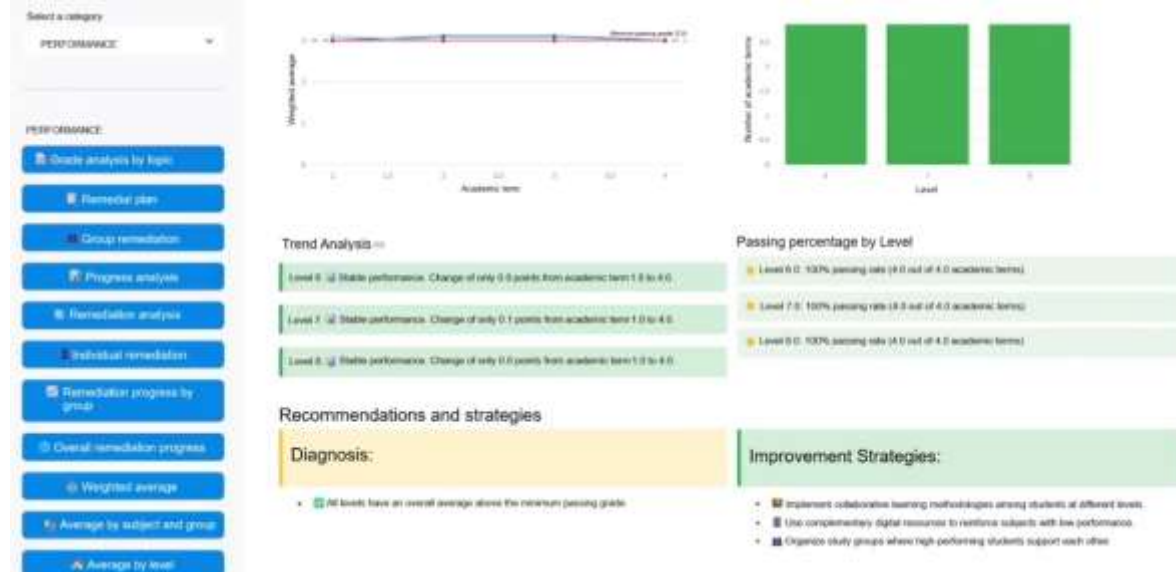 Select a category
PERFORMANCE
PERFORMANCE
Grade analysis by topic
Remedial plan
Group remediation
Progress analysis
Remediation analysis
Individual remediation
Remediation progress by
group
Overall remediation progress
Weighted average
Average by subject and group
Average by level
Weighted average
Academic term
Number of academic terms
Level
Trend Analysis
Level 6: Stable performance. Change of only 0.0 points from academic term 1.0 to 4.0.
Level 7: Stable performance. Change of only 0.1 points from academic term 1.0 to 4.0.
Level 8: Stable performance. Change of only 0.0 points from academic term 1.0 to 4.0.
Passing percentage by Level
Level 6.0: 100% passing rate (4.0 out of 4.0 academic terms)
Level 7.0: 100% passing rate (4.0 out of 4.0 academic terms)
Level 8.0: 100% passing rate (4.0 out of 4.0 academic terms)
Recommendations and strategies
Diagnosis:
All levels have an overall average above the minimum passing grade.
Improvement Strategies:
Implement collaborative learning methodologies among students at different levels.
Use complementary digital resources to reinforce subjects with low performance.
Organize study groups where high-performing students support each other.